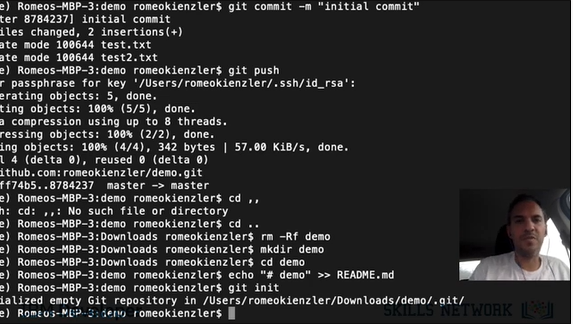 e) Romeos-MBP-3:demo romeokienzler$ git commit -m "initial commit"
ter 8784237] initial commit
iles changed, 2 insertions(+)
ate mode 100644 test.txt
ate mode 100644 test2.txt
e) Romeos-MBP-3:demo romeokienzler$ git push
r passphrase for key '/Users/romeokienzler/.ssh/id_rsa':
erating objects: 5, done.
ting objects: 100% (5/5), done.
a compression using up to 8 threads.
ressing objects: 100% (2/2), done.
ing objects: 100% (4/4), 342 bytes | 57.00 KiB/s, done.
l 4 (delta 0), reused 0 (delta 0)
ithub.com:romeokienzler/demo.git
ff74b5..8784237  master -> master
e) Romeos-MBP-3:demo romeokienzler$ cd ,,
h: cd: ,,: No such file or directory
e) Romeos-MBP-3:demo romeokienzler$ cd ..
e) Romeos-MBP-3:Downloads romeokienzler$ rm -Rf demo
e) Romeos-MBP-3:Downloads romeokienzler$ mkdir demo
e) Romeos-MBP-3:Downloads romeokienzler$ cd demo
e) Romeos-MBP-3:demo romeokienzler$ echo "# demo" >> README.md
e) Romeos-MBP-3:demo romeokienzler$ git init
ialized empty Git repository in /Users/romeokienzler/Downloads/demo/.git/
e) Romeos-MBP-3:demo romeokienzler$
SKILLS NETWORK